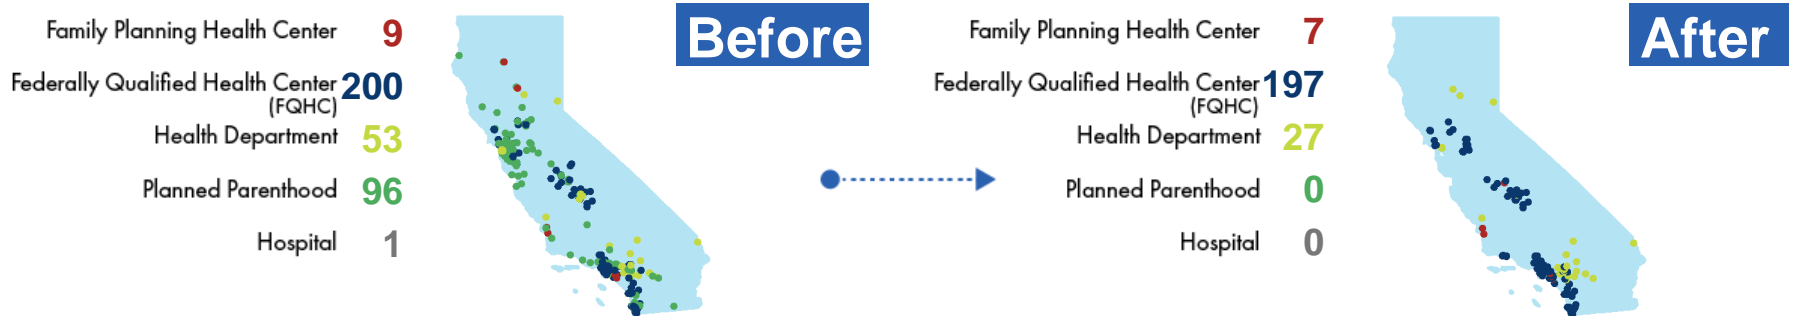 Before
Family Planning Health Center 9
Federally Qualified Health Center 200
(FQHC)
Health Department 53
Planned Parenthood 96
Hospital 1
After
Family Planning Health Center 7
Federally Qualified Health Center 197
(FQHC)
Health Department 27
Planned Parenthood 0
Hospital 0